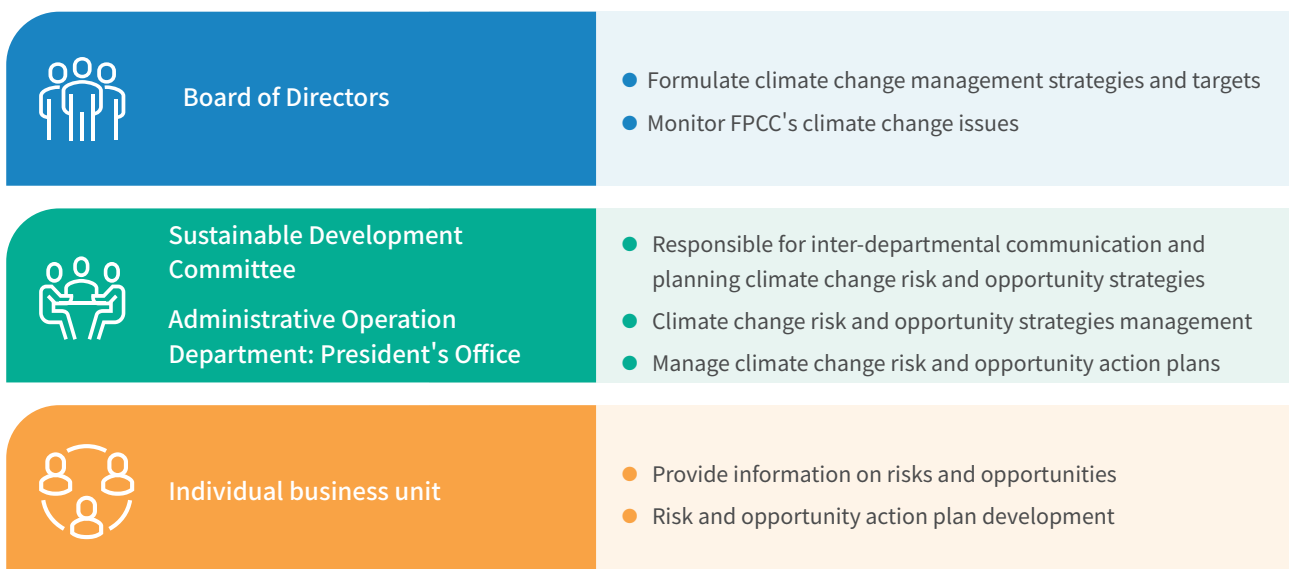 Board of Directors
Formulate climate change management strategies and targets
Monitor FPCC's climate change issues
Sustainable Development
Committee
Administrative Operation
Department: President's Office
Responsible for inter-departmental communication and
planning climate change risk and opportunity strategies
Climate change risk and opportunity strategies management
Manage climate change risk and opportunity action plans
Individual business unit
Provide information on risks and opportunities
Risk and opportunity action plan development